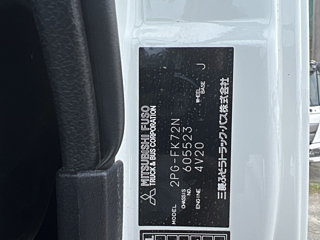 MITSUBISHI FUSO
TRUCK & BUS CORPORATION
MODEL 2PG-FK72N
CHASSIS NO. 605523
ENGINE 4V20
WHEEL BASE J
三菱ふそうトラック・バス株式会社